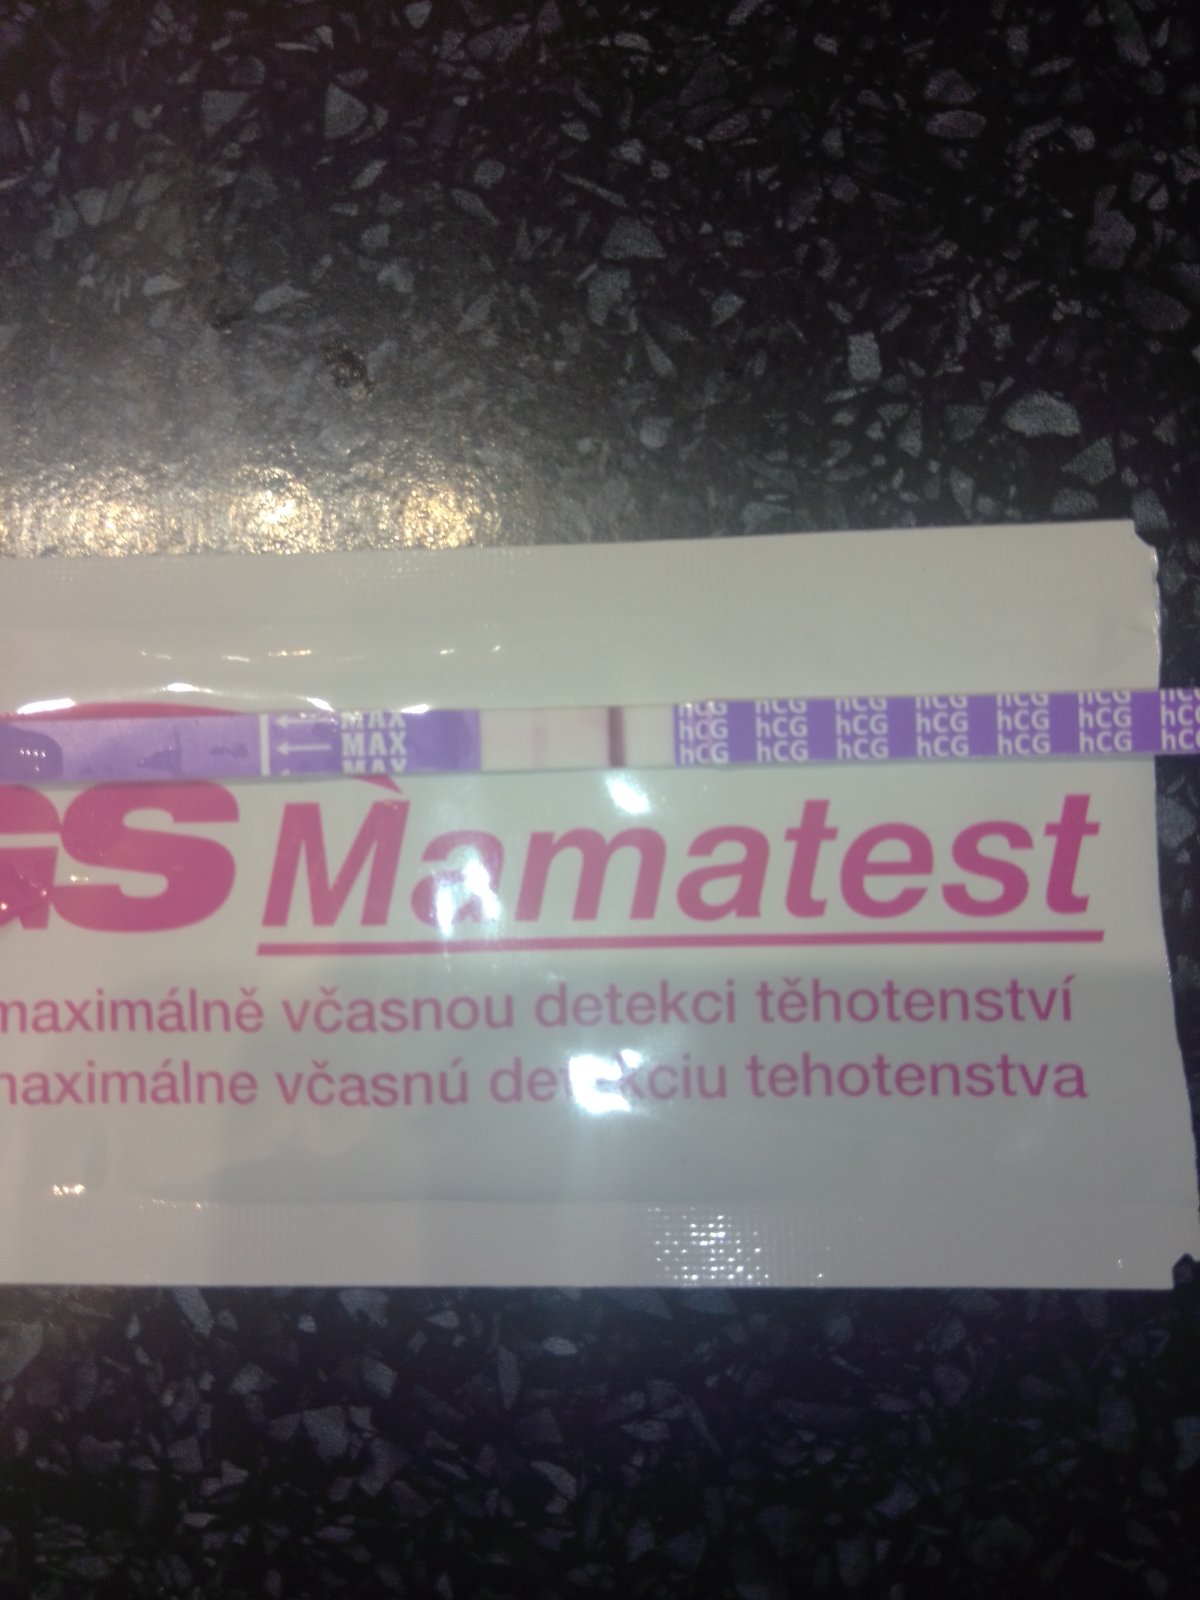 MAX
MAX
MAX
hCG hCG hCG hCG hCG hCG hCG
hCG hCG hCG hCG hCG hCG hCG
hCG hCG hCG hCG hCG hCG hCG
GS Mamatest
maximálně včasnou detekci těhotenství
maximálne včasnú detekciu tehotenstva